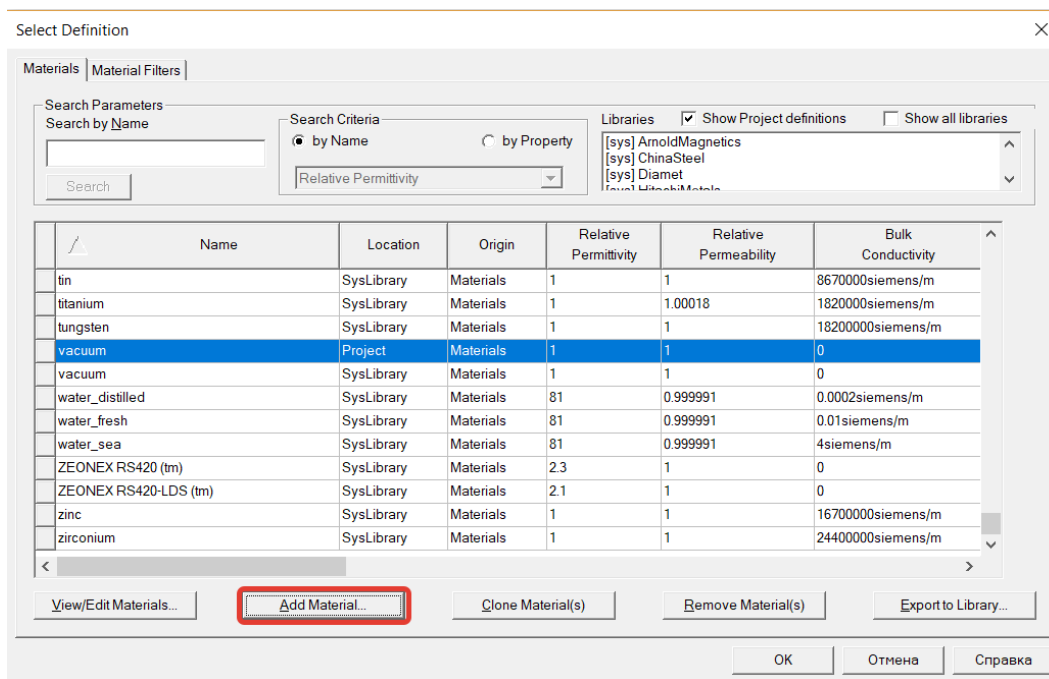 Select Definition
Materials
Material Filters
Search Parameters
Search by Name
Search
Search Criteria
by Name
by Property
Relative Permittivity
Libraries
Show Project definitions
Show all libraries
[sys] ArnoldMagnetics
[sys] ChinaSteel
[sys] Diamet
[sys] HitachiMetals
Name Location Origin Relative Permittivity Relative Permeability Bulk Conductivity
tin SysLibrary Materials 1 1 8670000siemens/m
titanium SysLibrary Materials 1 1.00018 1820000siemens/m
tungsten SysLibrary Materials 1 1 18200000siemens/m
vacuum Project Materials 1 1 0
vacuum SysLibrary Materials 1 1 0
water_distilled SysLibrary Materials 81 0.999991 0.0002siemens/m
water_fresh SysLibrary Materials 81 0.999991 0.01siemens/m
water_sea SysLibrary Materials 81 0.999991 4siemens/m
ZEONEX RS420 (tm) SysLibrary Materials 2.3 1 0
ZEONEX RS420-LDS (tm) SysLibrary Materials 2.1 1 0
zinc SysLibrary Materials 1 1 16700000siemens/m
zirconium SysLibrary Materials 1 1 24400000siemens/m
View/Edit Materials... Add Material... Clone Material(s) Remove Material(s) Export to Library...
OK Отмена Справка